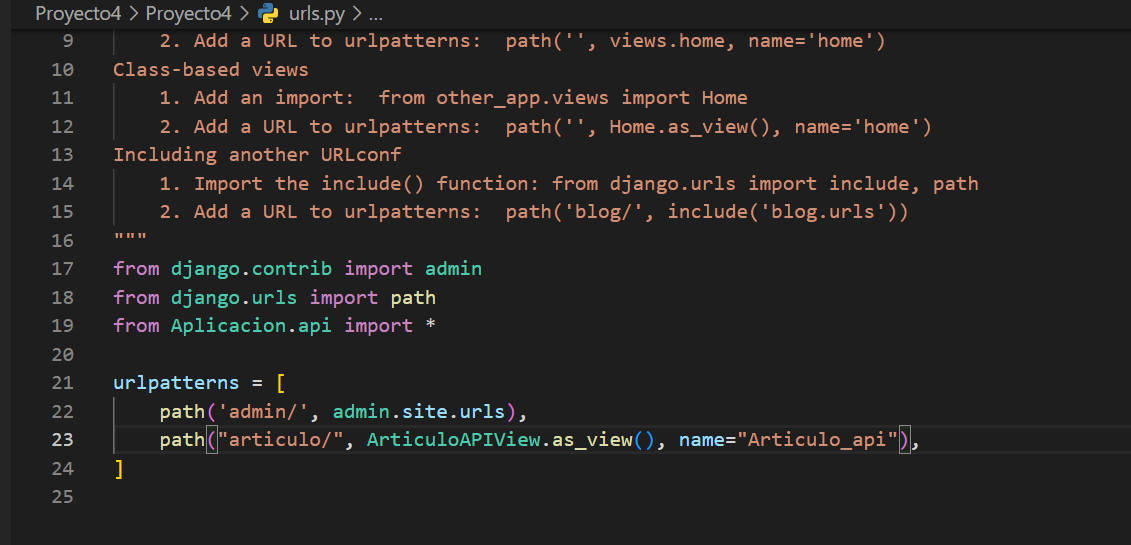 Proyecto4 > Proyecto4 > urls.py > ...
9 2. Add a URL to urlpatterns:  path('', views.home, name='home')
10 Class-based views
11 1. Add an import:  from other_app.views import Home
12 2. Add a URL to urlpatterns:  path('', Home.as_view(), name='home')
13 Including another URLconf
14 1. Import the include() function: from django.urls import include, path
15 2. Add a URL to urlpatterns:  path('blog/', include('blog.urls'))
16 """
17 from django.contrib import admin
18 from django.urls import path
19 from Aplicacion.api import *
20
21 urlpatterns = [
22 path('admin/', admin.site.urls),
23 path("articulo/", ArticuloAPIView.as_view(), name="Articulo_api"),
24 ]
25